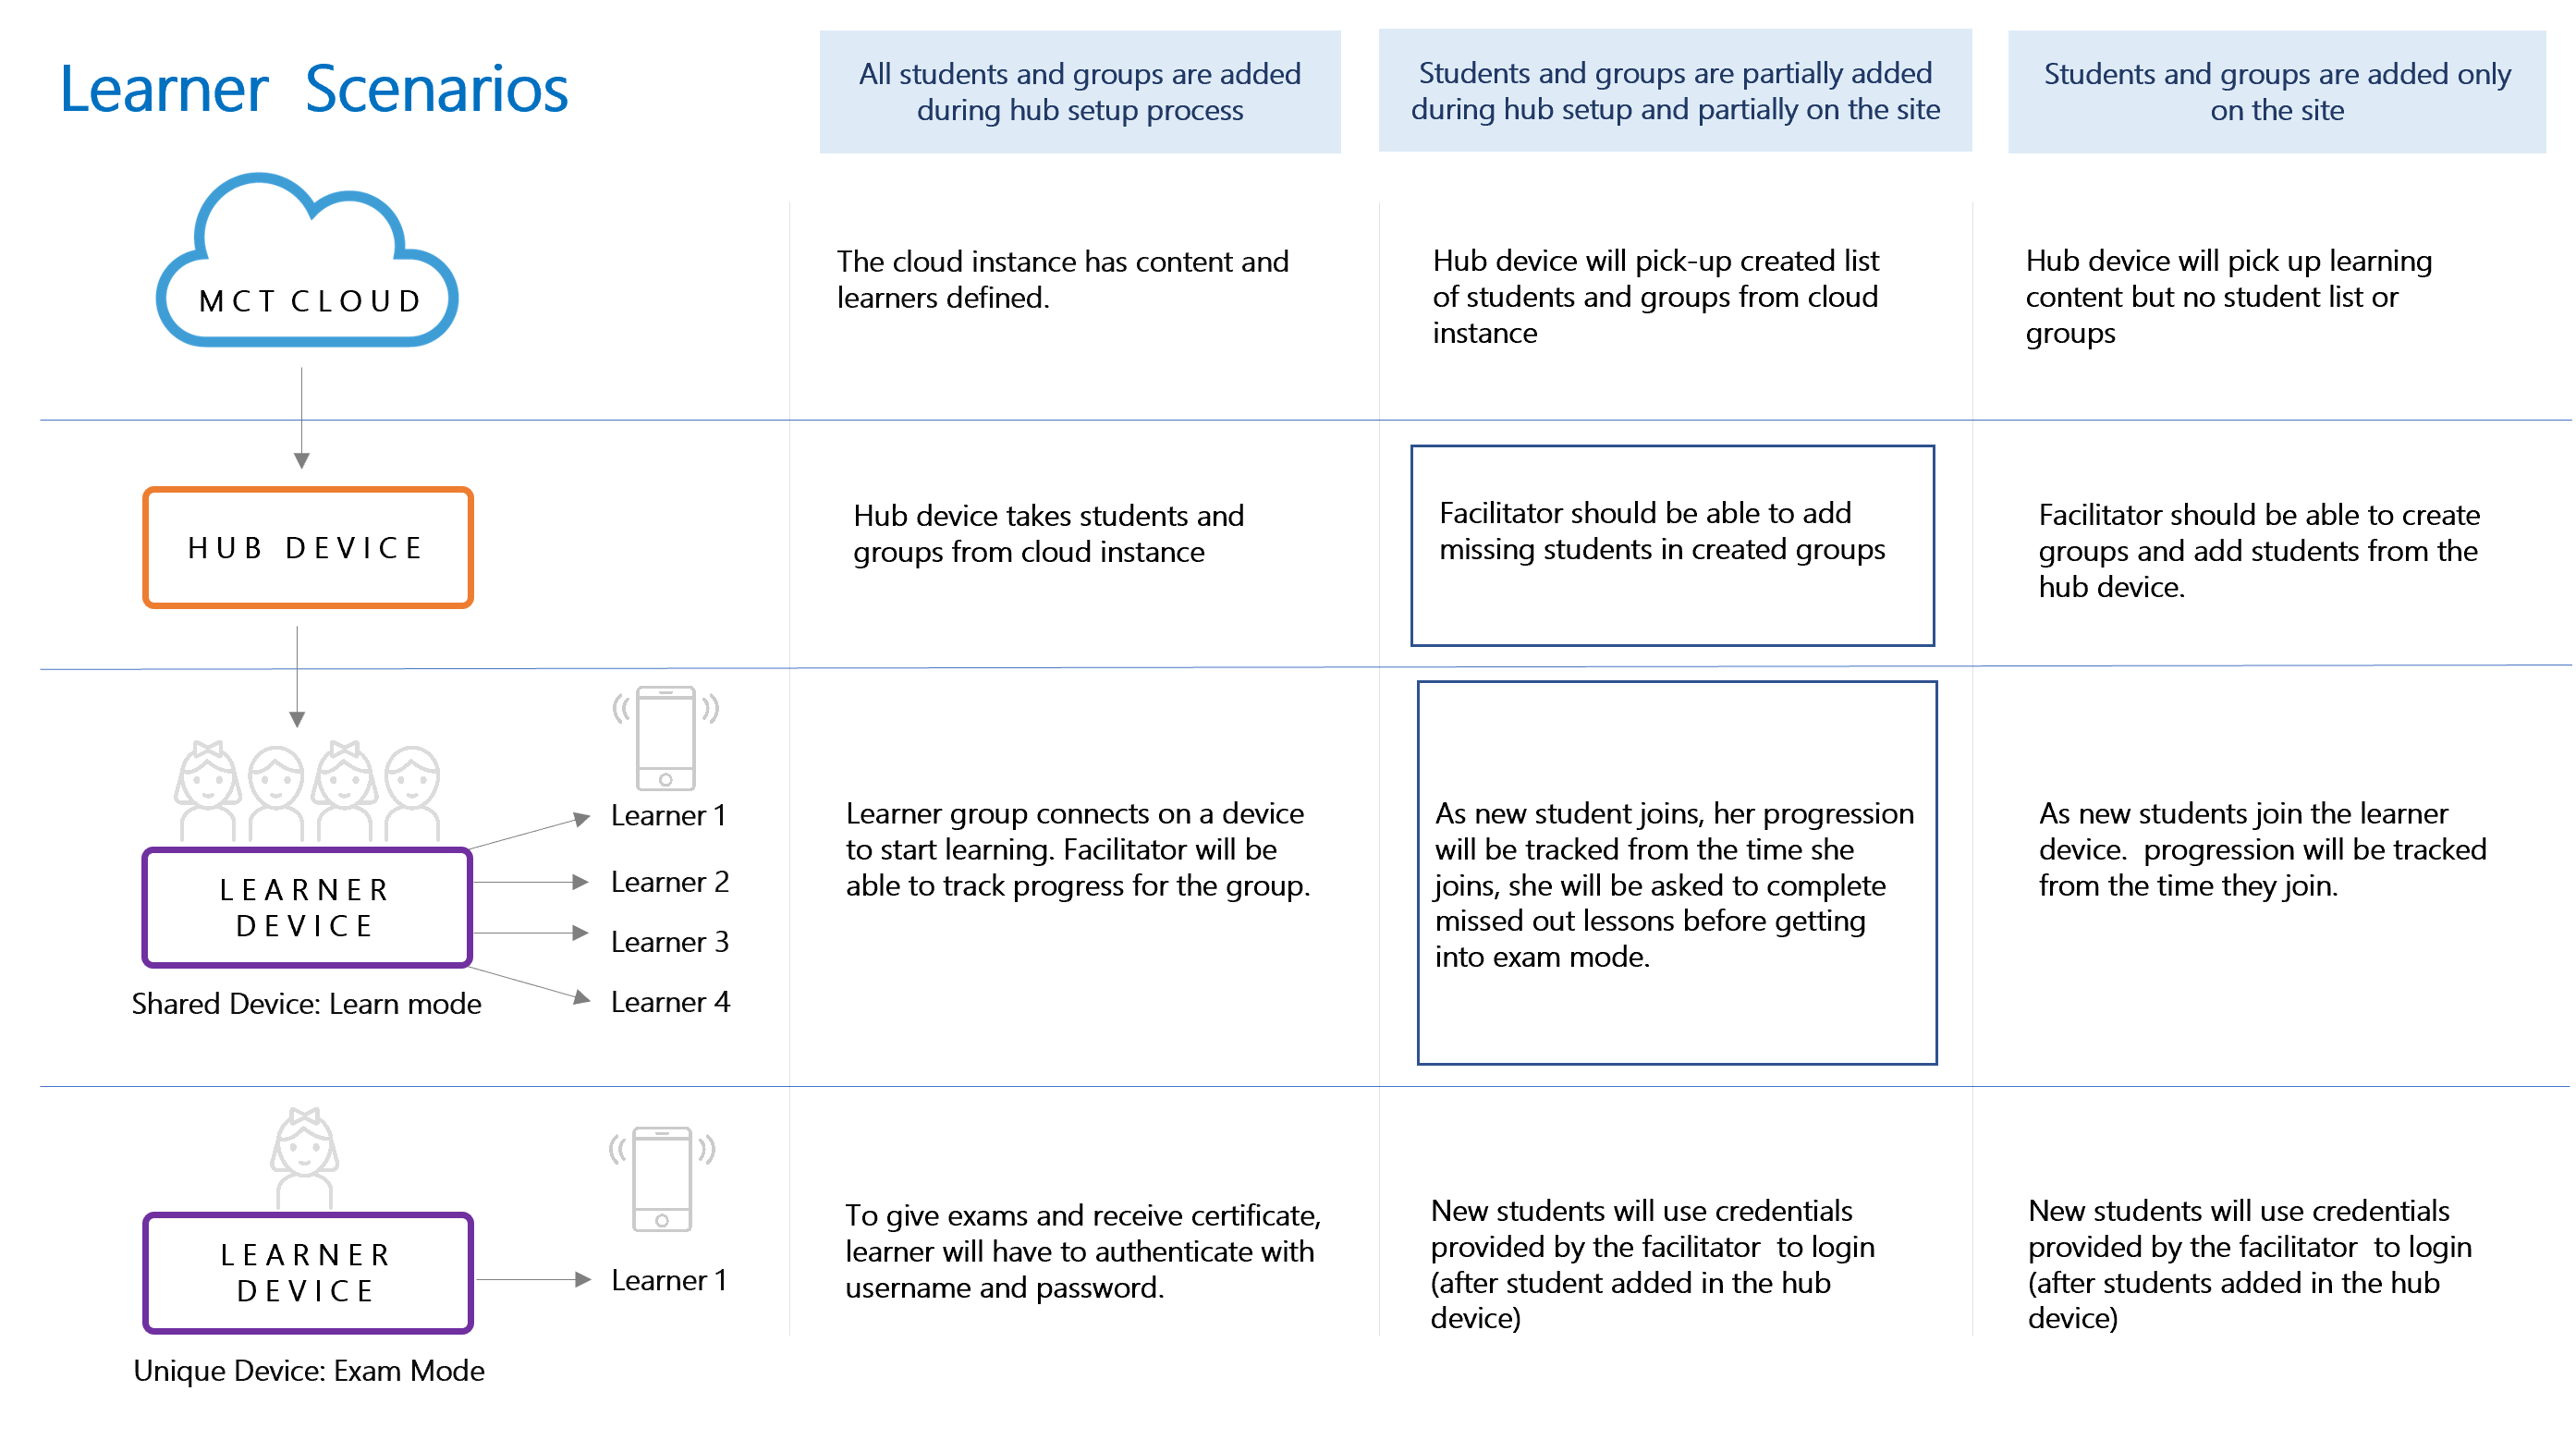 Learner Scenarios
All students and groups are added
during hub setup process
Students and groups are partially added
during hub setup and partially on the site
Students and groups are added only
on the site
MCT CLOUD
The cloud instance has content and
learners defined.
Hub device will pick-up created list
of students and groups from cloud
instance
Hub device will pick up learning
content but no student list or
groups
HUB DEVICE
Hub device takes students and
groups from cloud instance
Facilitator should be able to add
missing students in created groups
Facilitator should be able to create
groups and add students from the
hub device.
LEARNER
DEVICE
Shared Device: Learn mode
Learner 1
Learner 2
Learner 3
Learner 4
Learner group connects on a device
to start learning. Facilitator will be
able to track progress for the group.
As new student joins, her progression
will be tracked from the time she
joins, she will be asked to complete
missed out lessons before getting
into exam mode.
As new students join the learner
device.  progression will be tracked
from the time they join.
LEARNER
DEVICE
Unique Device: Exam Mode
Learner 1
To give exams and receive certificate,
learner will have to authenticate with
username and password.
New students will use credentials
provided by the facilitator  to login
(after student added in the hub
device)
New students will use credentials
provided by the facilitator  to login
(after students added in the hub
device)